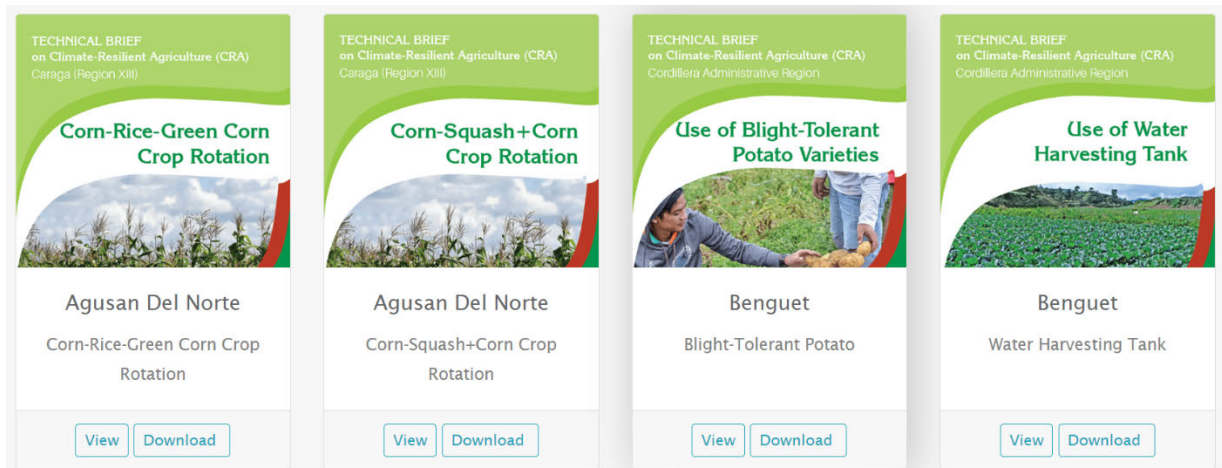 TECHNICAL BRIEF
on Climate-Resilient Agriculture (CRA)
Caraga (Region XIII)
Corn-Rice-Green Corn
Crop Rotation
Agusan Del Norte
Corn-Rice-Green Corn Crop
Rotation
View
Download
TECHNICAL BRIEF
on Climate-Resilient Agriculture (CRA)
Caraga (Region XIII)
Corn-Squash+Corn
Crop Rotation
Agusan Del Norte
Corn-Squash+Corn Crop
Rotation
View
Download
TECHNICAL BRIEF
on Climate-Resilient Agriculture (CRA)
Cordillera Administrative Region
Use of Blight-Tolerant
Potato Varieties
Benguet
Blight-Tolerant Potato
View
Download
TECHNICAL BRIEF
on Climate-Resilient Agriculture (CRA)
Cordillera Administrative Region
Use of Water
Harvesting Tank
Benguet
Water Harvesting Tank
View
Download